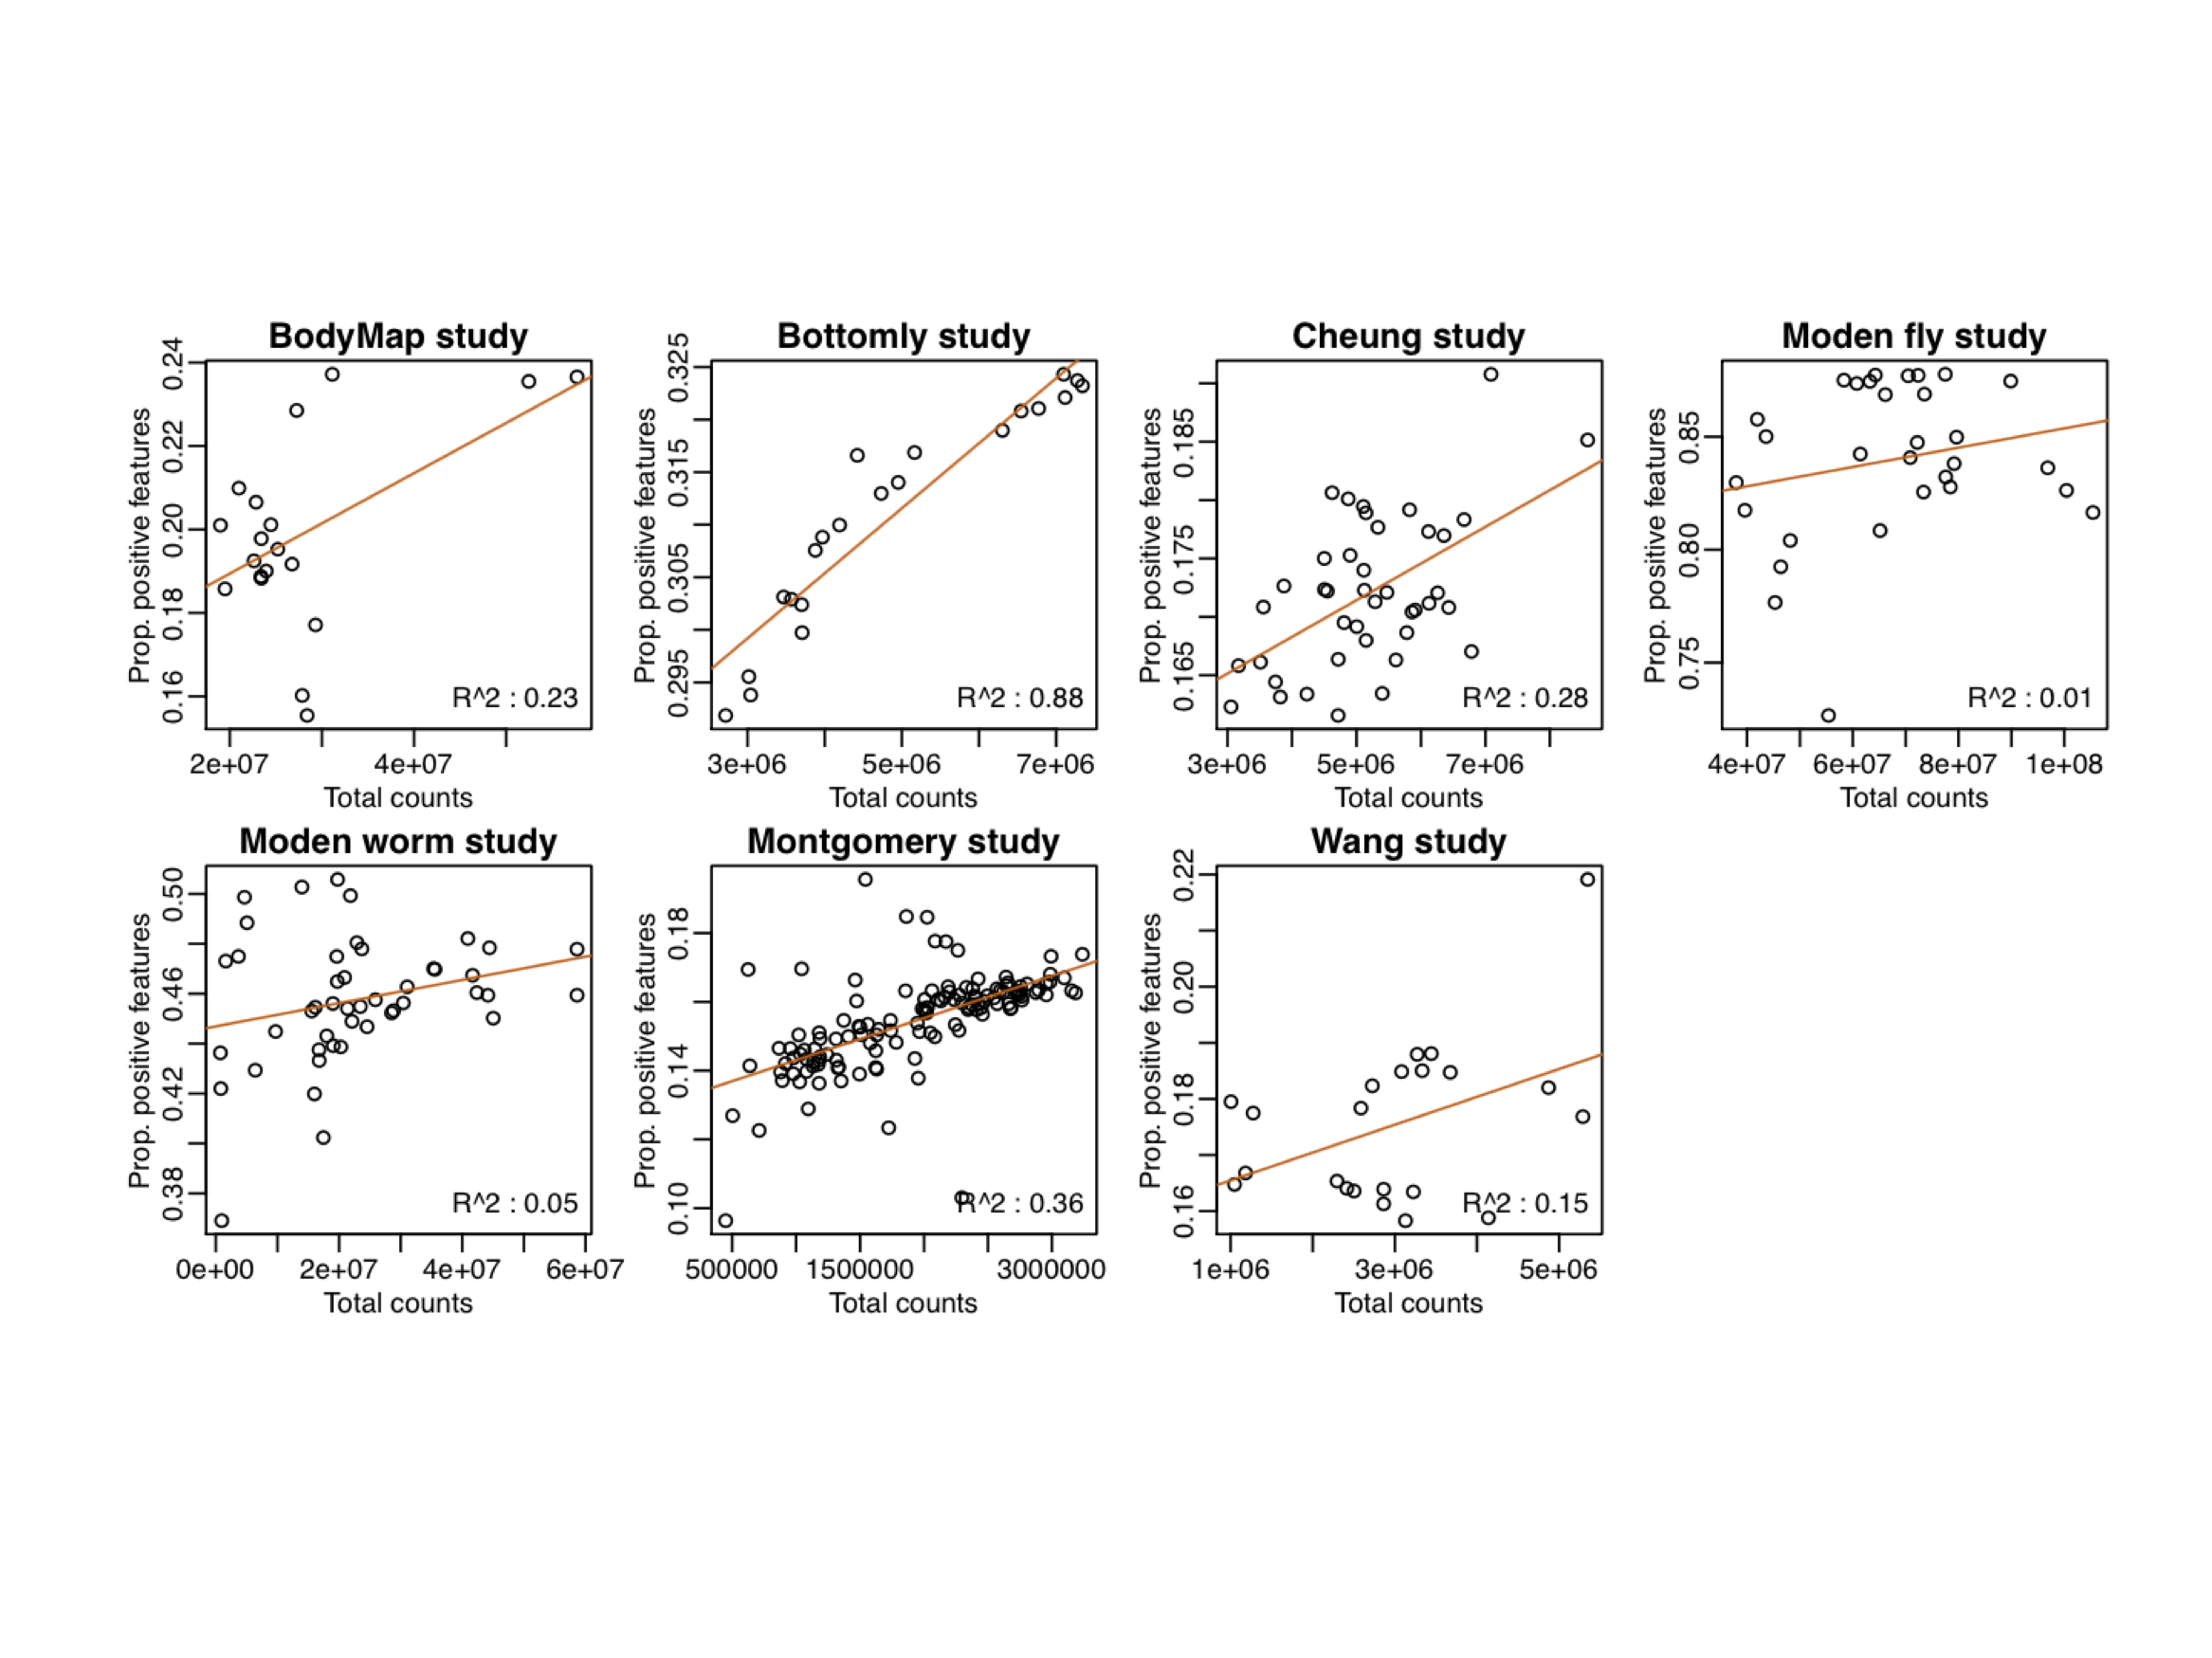 BodyMap study
Prop. positive features
0.16 0.18 0.20 0.22 0.24
R^2 : 0.23
2e+07 4e+07
Total counts
Bottomly study
Prop. positive features
0.295 0.305 0.315 0.325
R^2 : 0.88
3e+06 5e+06 7e+06
Total counts
Cheung study
Prop. positive features
0.165 0.175 0.185
R^2 : 0.28
3e+06 5e+06 7e+06
Total counts
Moden fly study
Prop. positive features
0.75 0.80 0.85
R^2 : 0.01
4e+07 6e+07 8e+07 1e+08
Total counts
Moden worm study
Prop. positive features
0.38 0.42 0.46 0.50
R^2 : 0.05
0e+00 2e+07 4e+07 6e+07
Total counts
Montgomery study
Prop. positive features
0.10 0.14 0.18
R^2 : 0.36
500000 1500000 3000000
Total counts
Wang study
Prop. positive features
0.16 0.18 0.20 0.22
R^2 : 0.15
1e+06 3e+06 5e+06
Total counts